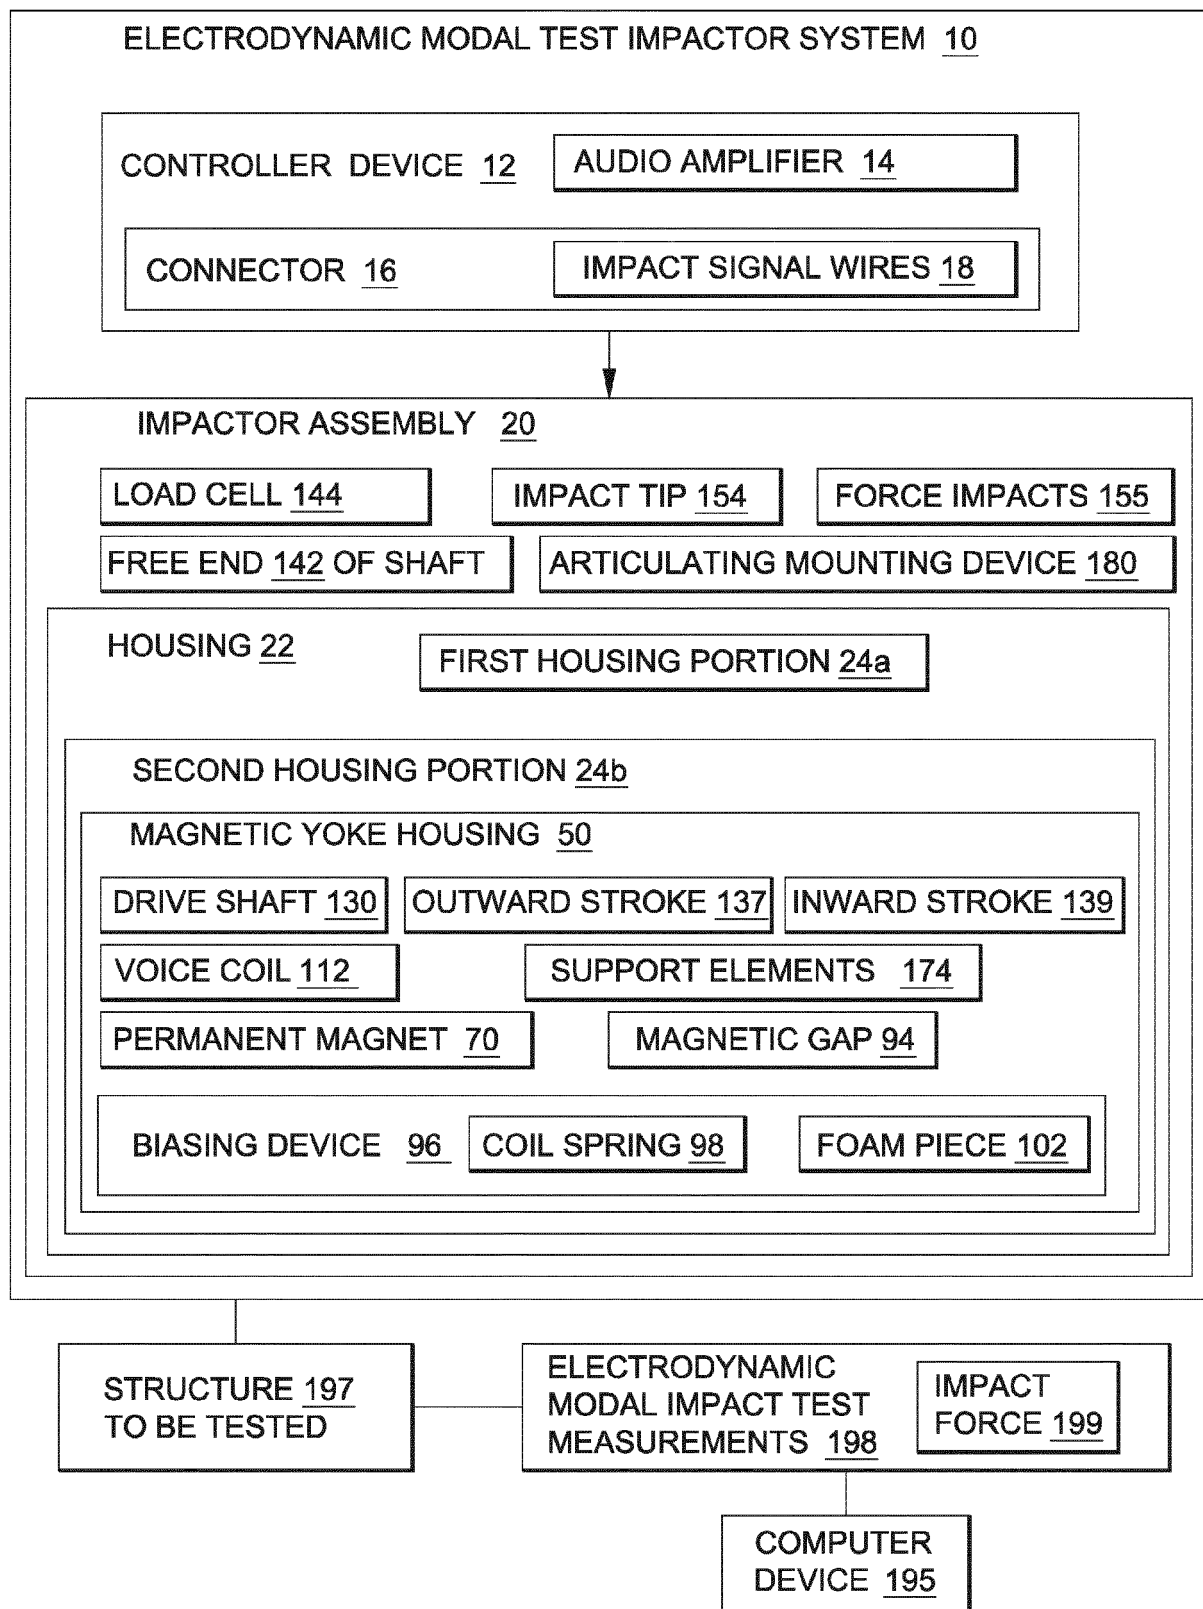 ELECTRODYNAMIC MODAL TEST IMPACTOR SYSTEM 10
CONTROLLER DEVICE 12
AUDIO AMPLIFIER 14
CONNECTOR 16
IMPACT SIGNAL WIRES 18
IMPACTOR ASSEMBLY 20
LOAD CELL 144
IMPACT TIP 154
FORCE IMPACTS 155
FREE END 142 OF SHAFT
ARTICULATING MOUNTING DEVICE 180
HOUSING 22
FIRST HOUSING PORTION 24a
SECOND HOUSING PORTION 24b
MAGNETIC YOKE HOUSING 50
DRIVE SHAFT 130
OUTWARD STROKE 137
INWARD STROKE 139
VOICE COIL 112
SUPPORT ELEMENTS 174
PERMANENT MAGNET 70
MAGNETIC GAP 94
BIASING DEVICE 96
COIL SPRING 98
FOAM PIECE 102
STRUCTURE 197
TO BE TESTED
ELECTRODYNAMIC
MODAL IMPACT TEST
MEASUREMENTS 198
IMPACT
FORCE 199
COMPUTER
DEVICE 195